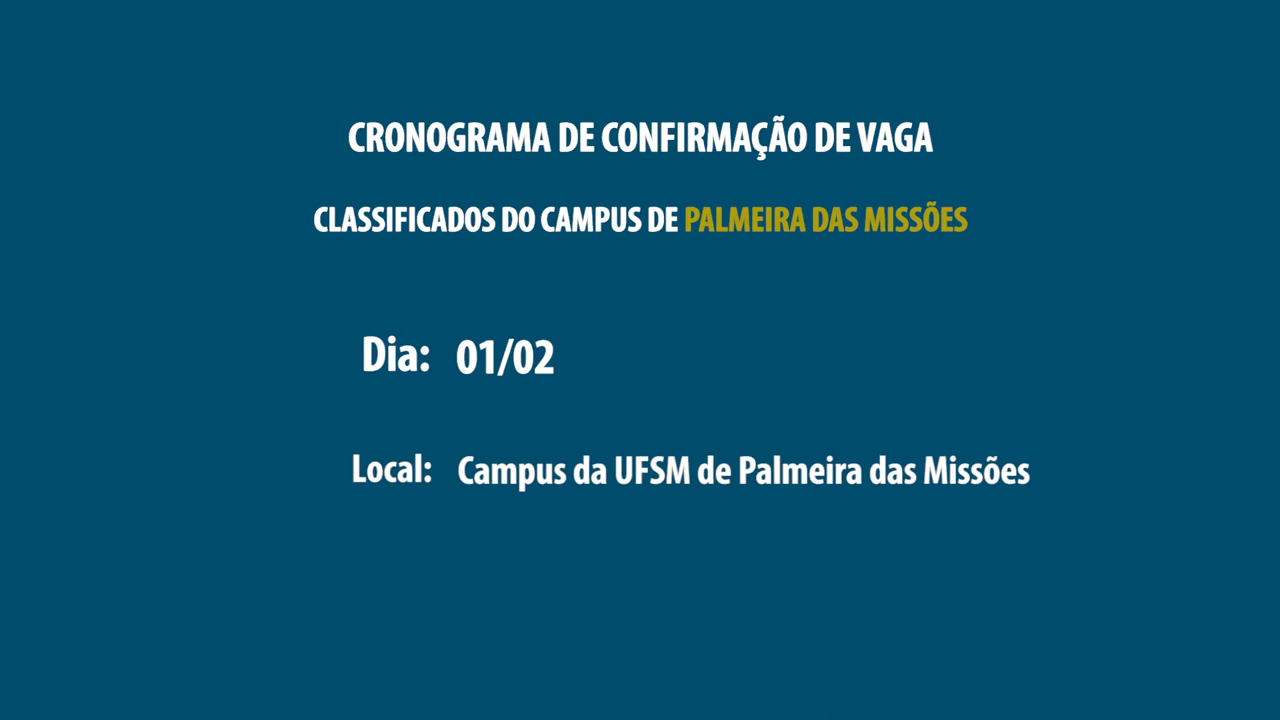 CRONOGRAMA DE CONFIRMAÇÃO DE VAGA
CLASSIFICADOS DO CAMPUS DE PALMEIRA DAS MISSÕES
Dia: 01/02
Local: Campus da UFSM de Palmeira das Missões